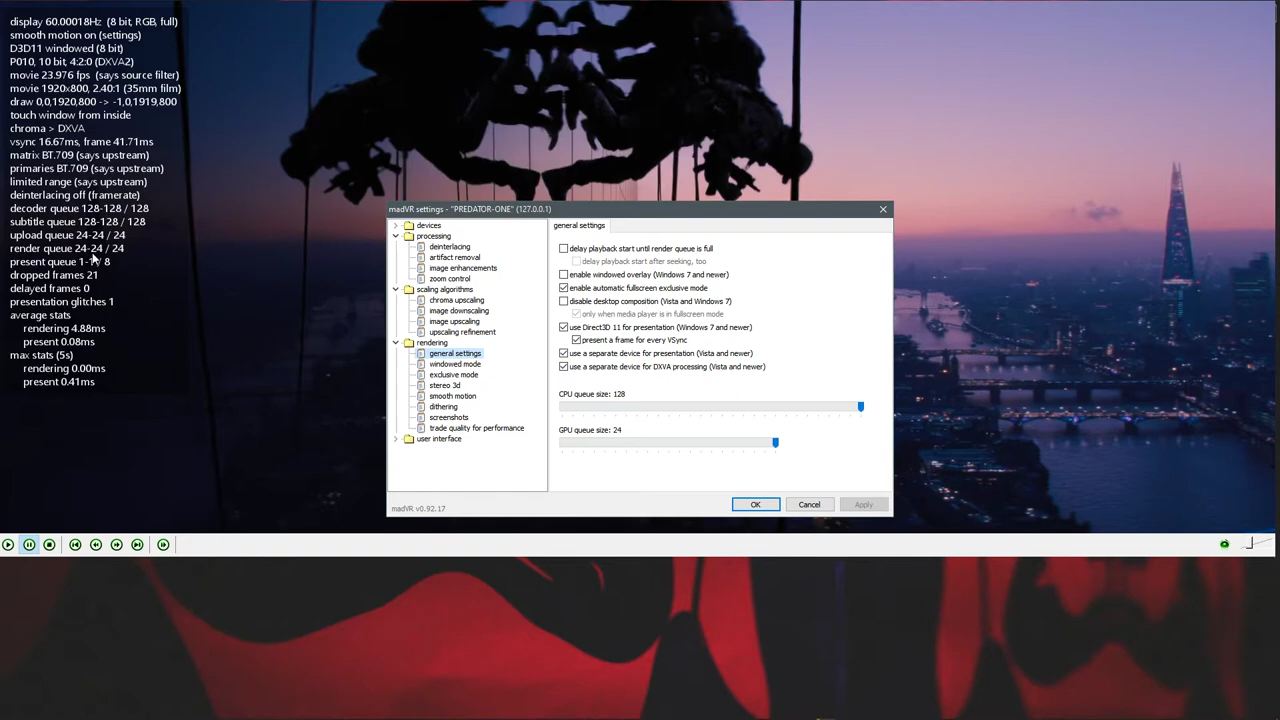 display 60.00018Hz (8 bit, RGB, full)
smooth motion on (settings)
D3D11 windowed (8 bit)
P010, 10 bit, 4:2:0 (DXVA2)
movie 23.976 fps (says source filter)
movie 1920x800, 2.40:1 (35mm film)
draw 0,0,1920,800 -> -1,0,1919,800
touch window from inside
chroma > DXVA
vsync 16.67ms, frame 41.71ms
matrix BT.709 (says upstream)
primaries BT.709 (says upstream)
limited range (says upstream)
deinterlacing off (framerate)
decoder queue 128-128 / 128
subtitle queue 128-128 / 128
upload queue 24-24 / 24
render queue 24-24 / 24
present queue / 8
dropped frames 21
delayed frames 0
presentation glitches 1
average stats
rendering 4.88ms
present 0.08ms
max stats (5s)
rendering 0.00ms
present 0.41ms
madVR settings - "PREDATOR-ONE" (127.0.0.1)
devices
processing
deinterlacing
artifact removal
image enhancements
zoom control
scaling algorithms
chroma upscaling
image downscaling
image upscaling
upscaling refinement
rendering
general settings
windowed mode
exclusive mode
stereo 3d
smooth motion
dithering
screenshots
trade quality for performance
user interface
madVR v0.92.17
general settings
delay playback start until render queue is full
delay playback start after seeking, too
enable windowed overlay (Windows 7 and newer)
enable automatic fullscreen exclusive mode
disable desktop composition (Vista and Windows 7)
only when media player is in fullscreen mode
use Direct3D 11 for presentation (Windows 7 and newer)
present a frame for every VSync
use a separate device for presentation (Vista and newer)
use a separate device for DXVA processing (Vista and newer)
CPU queue size: 128
GPU queue size: 24
OK
Cancel
Apply